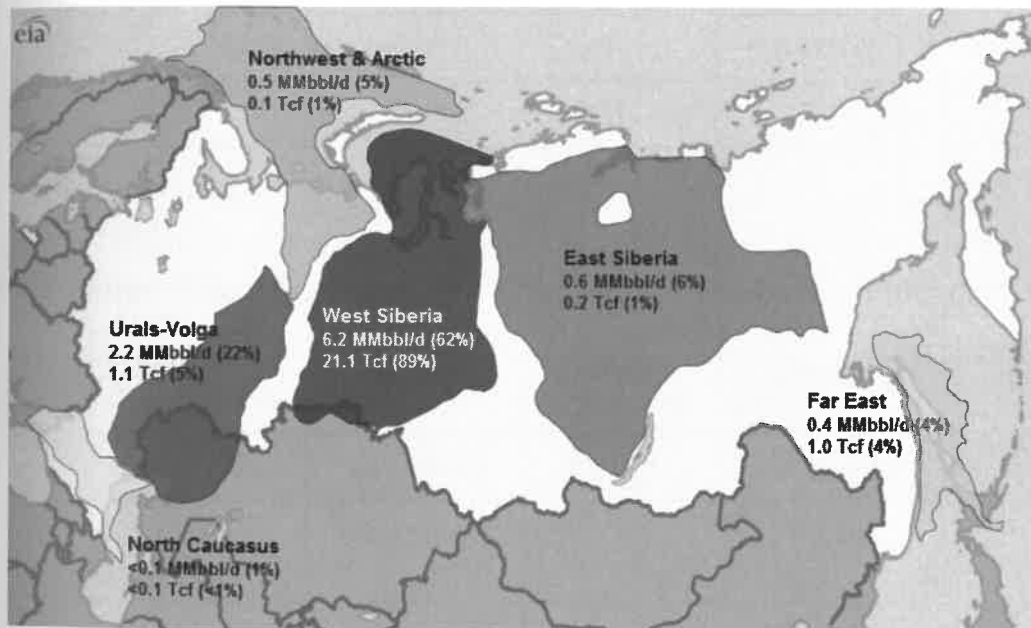 eia
Northwest & Arctic
0.5 MMbbl/d (5%)
0.1 Tcf (1%)
East Siberia
0.6 MMbbl/d (6%)
0.2 Tcf (1%)
West Siberia
6.2 MMbbl/d (62%)
21.1 Tcf (89%)
Urals-Volga
2.2 MMbbl/d (22%)
1.1 Tcf (5%)
Far East
0.4 MMbbl/d (4%)
1.0 Tcf (4%)
North Caucasus
<0.1 MMbbl/d (1%)
<0.1 Tcf (<1%)